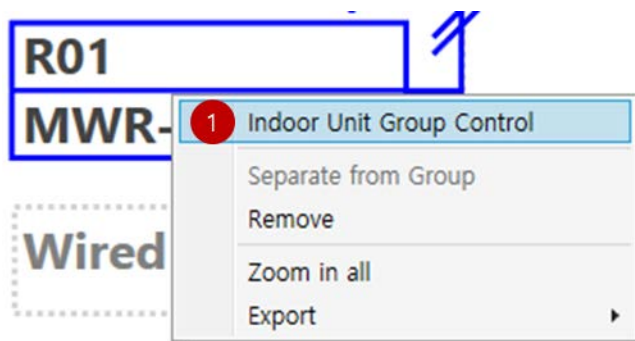 R01
MWR-
1 Indoor Unit Group Control
Separate from Group
Remove
Wired
Zoom in all
Export